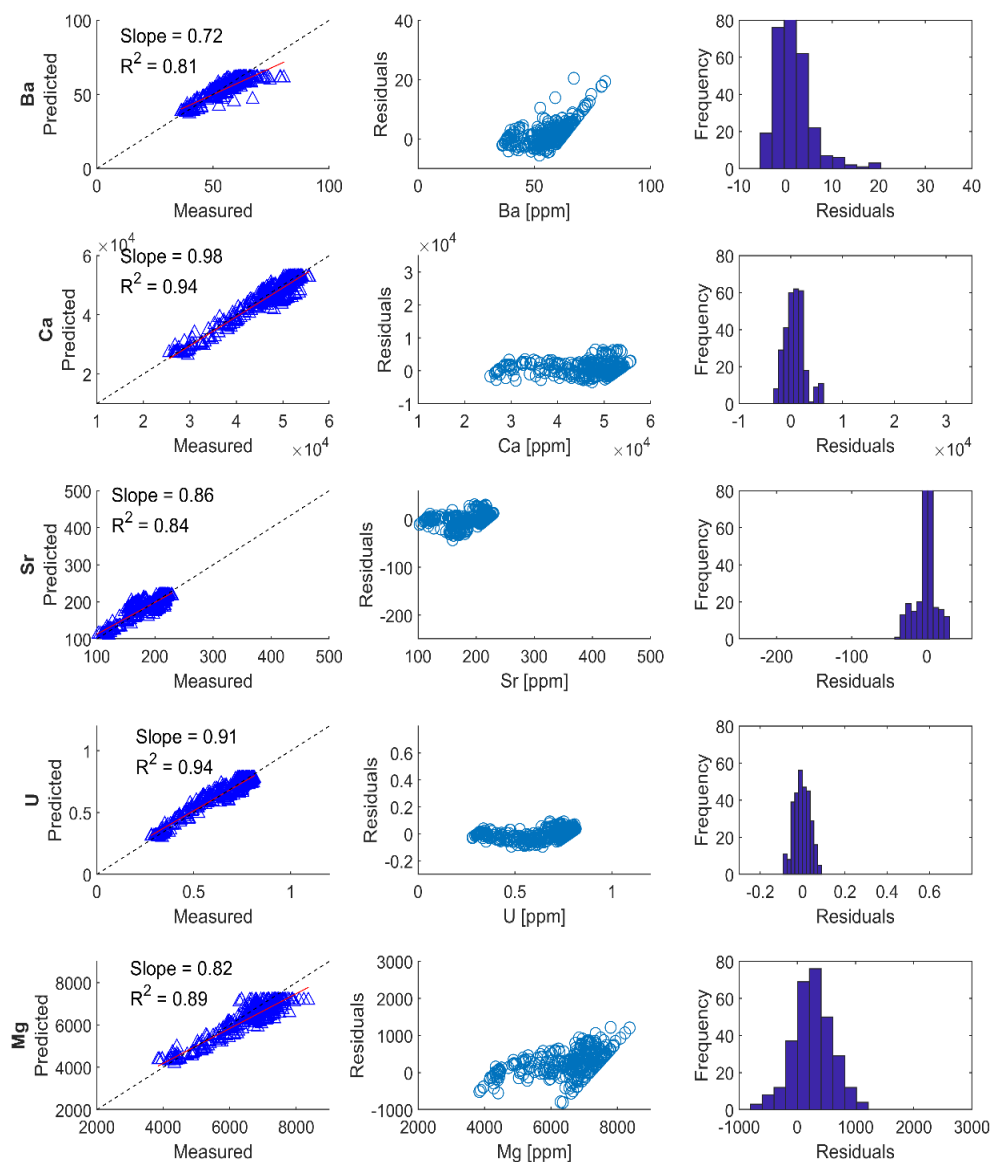 Slope = 0.72
R² = 0.81
Ba
Predicted
100
50
0
0 50 100
Measured
Residuals
40
20
0
0 50 100
Ba [ppm]
Frequency
80
60
40
20
0
-10 0 10 20 30 40
Residuals
×10⁴
Slope = 0.98
R² = 0.94
Ca
Predicted
6
4
2
1 2 3 4 5 6
Measured
×10⁴
×10⁴
Residuals
3
2
1
0
-1
1 2 3 4 5 6
Ca [ppm]
×10⁴
Frequency
80
60
40
20
0
-1 0 1 2 3
Residuals
×10⁴
Slope = 0.86
R² = 0.84
Sr
Predicted
500
400
300
200
100
100 200 300 400 500
Measured
Residuals
0
-100
-200
100 200 300 400 500
Sr [ppm]
Frequency
80
60
40
20
0
-200 -100 0
Residuals
Slope = 0.91
R² = 0.94
U
Predicted
1
0.5
0
0 0.5 1
Measured
Residuals
0.6
0.4
0.2
0
-0.2
0 0.5 1
U [ppm]
Frequency
80
60
40
20
0
-0.2 0 0.2 0.4 0.6
Residuals
Slope = 0.82
R² = 0.89
Mg
Predicted
8000
6000
4000
2000
2000 4000 6000 8000
Measured
Residuals
3000
2000
1000
0
-1000
2000 4000 6000 8000
Mg [ppm]
Frequency
80
60
40
20
0
-1000 0 1000 2000 3000
Residuals